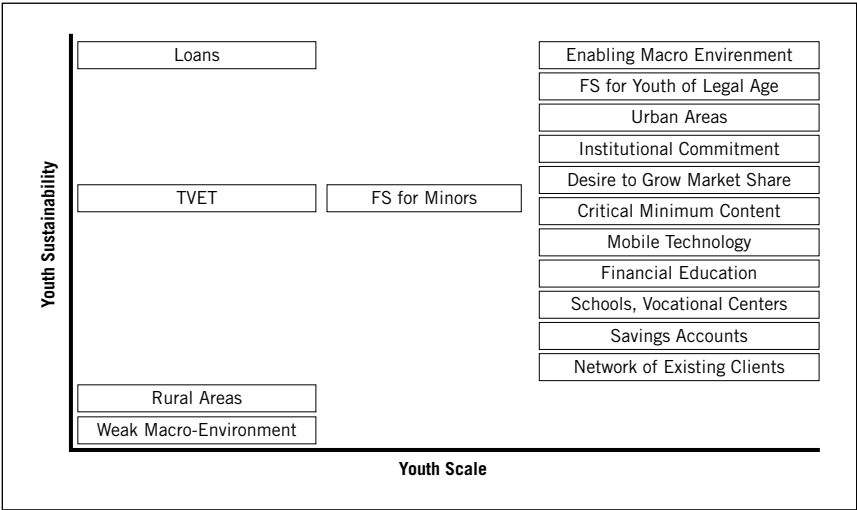 Loans
Enabling Macro Envirenment
FS for Youth of Legal Age
Urban Areas
Institutional Commitment
Desire to Grow Market Share
TVET
FS for Minors
Critical Minimum Content
Mobile Technology
Financial Education
Schools, Vocational Centers
Savings Accounts
Network of Existing Clients
Rural Areas
Weak Macro-Environment
Youth Sustainability
Youth Scale